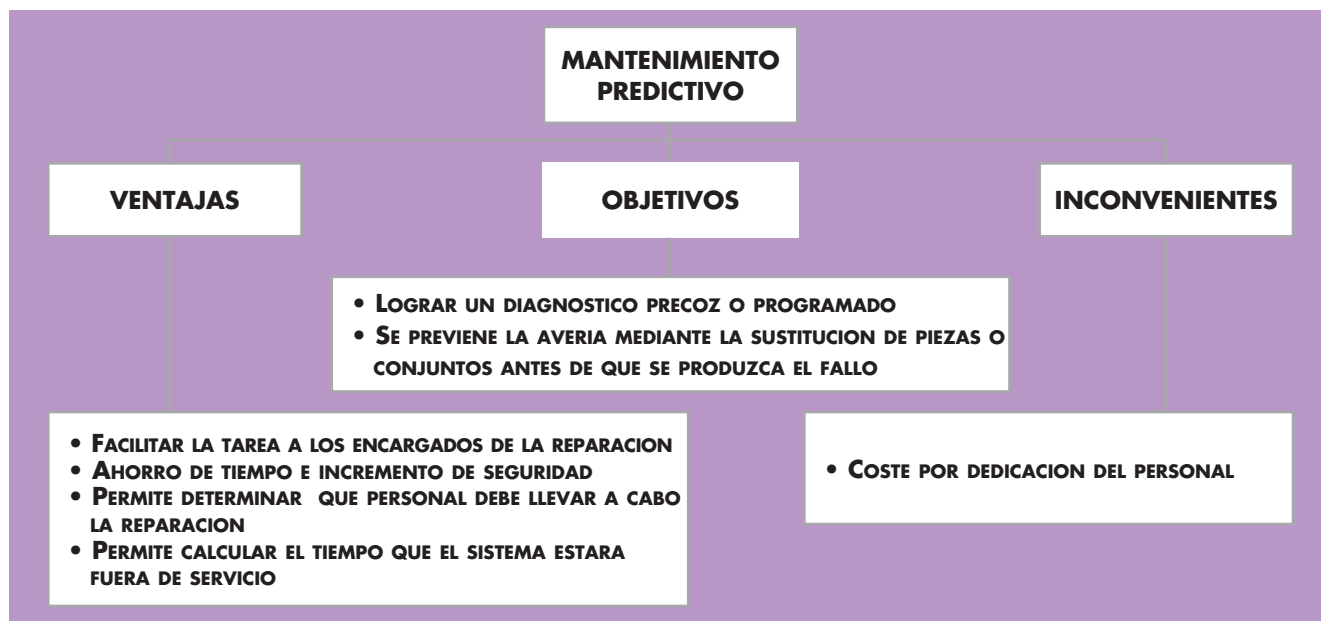 MANTENIMIENTO
PREDICTIVO
VENTAJAS
OBJETIVOS
INCONVENIENTES
• LOGRAR UN DIAGNOSTICO PRECOZ O PROGRAMADO
• SE PREVIENE LA AVERIA MEDIANTE LA SUSTITUCION DE PIEZAS O
CONJUNTOS ANTES DE QUE SE PRODUZCA EL FALLO
• FACILITAR LA TAREA A LOS ENCARGADOS DE LA REPARACION
• AHORRO DE TIEMPO E INCREMENTO DE SEGURIDAD
• PERMITE DETERMINAR QUE PERSONAL DEBE LLEVAR A CABO
LA REPARACION
• PERMITE CALCULAR EL TIEMPO QUE EL SISTEMA ESTARA
FUERA DE SERVICIO
• COSTE POR DEDICACION DEL PERSONAL